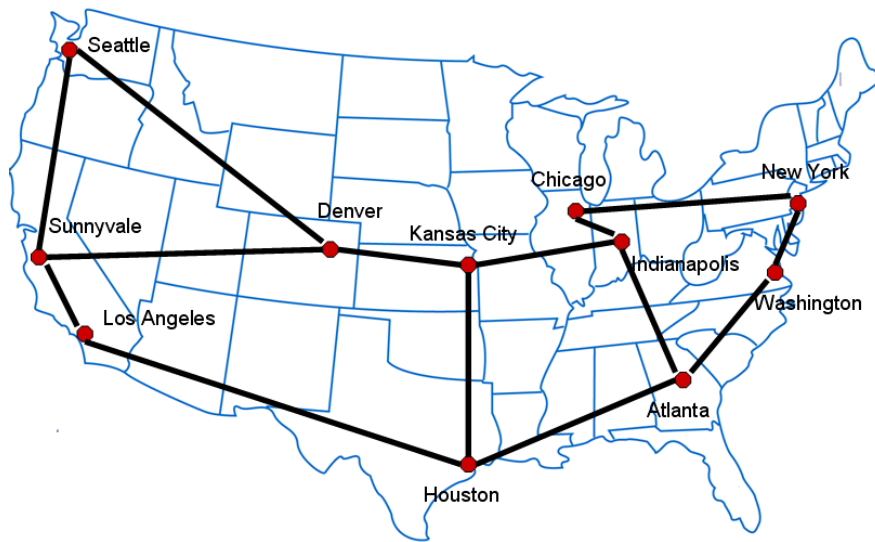 Seattle
New York
Chicago
Denver
Sunnyvale
Kansas City
Indianapolis
Washington
Los Angeles
Atlanta
Houston